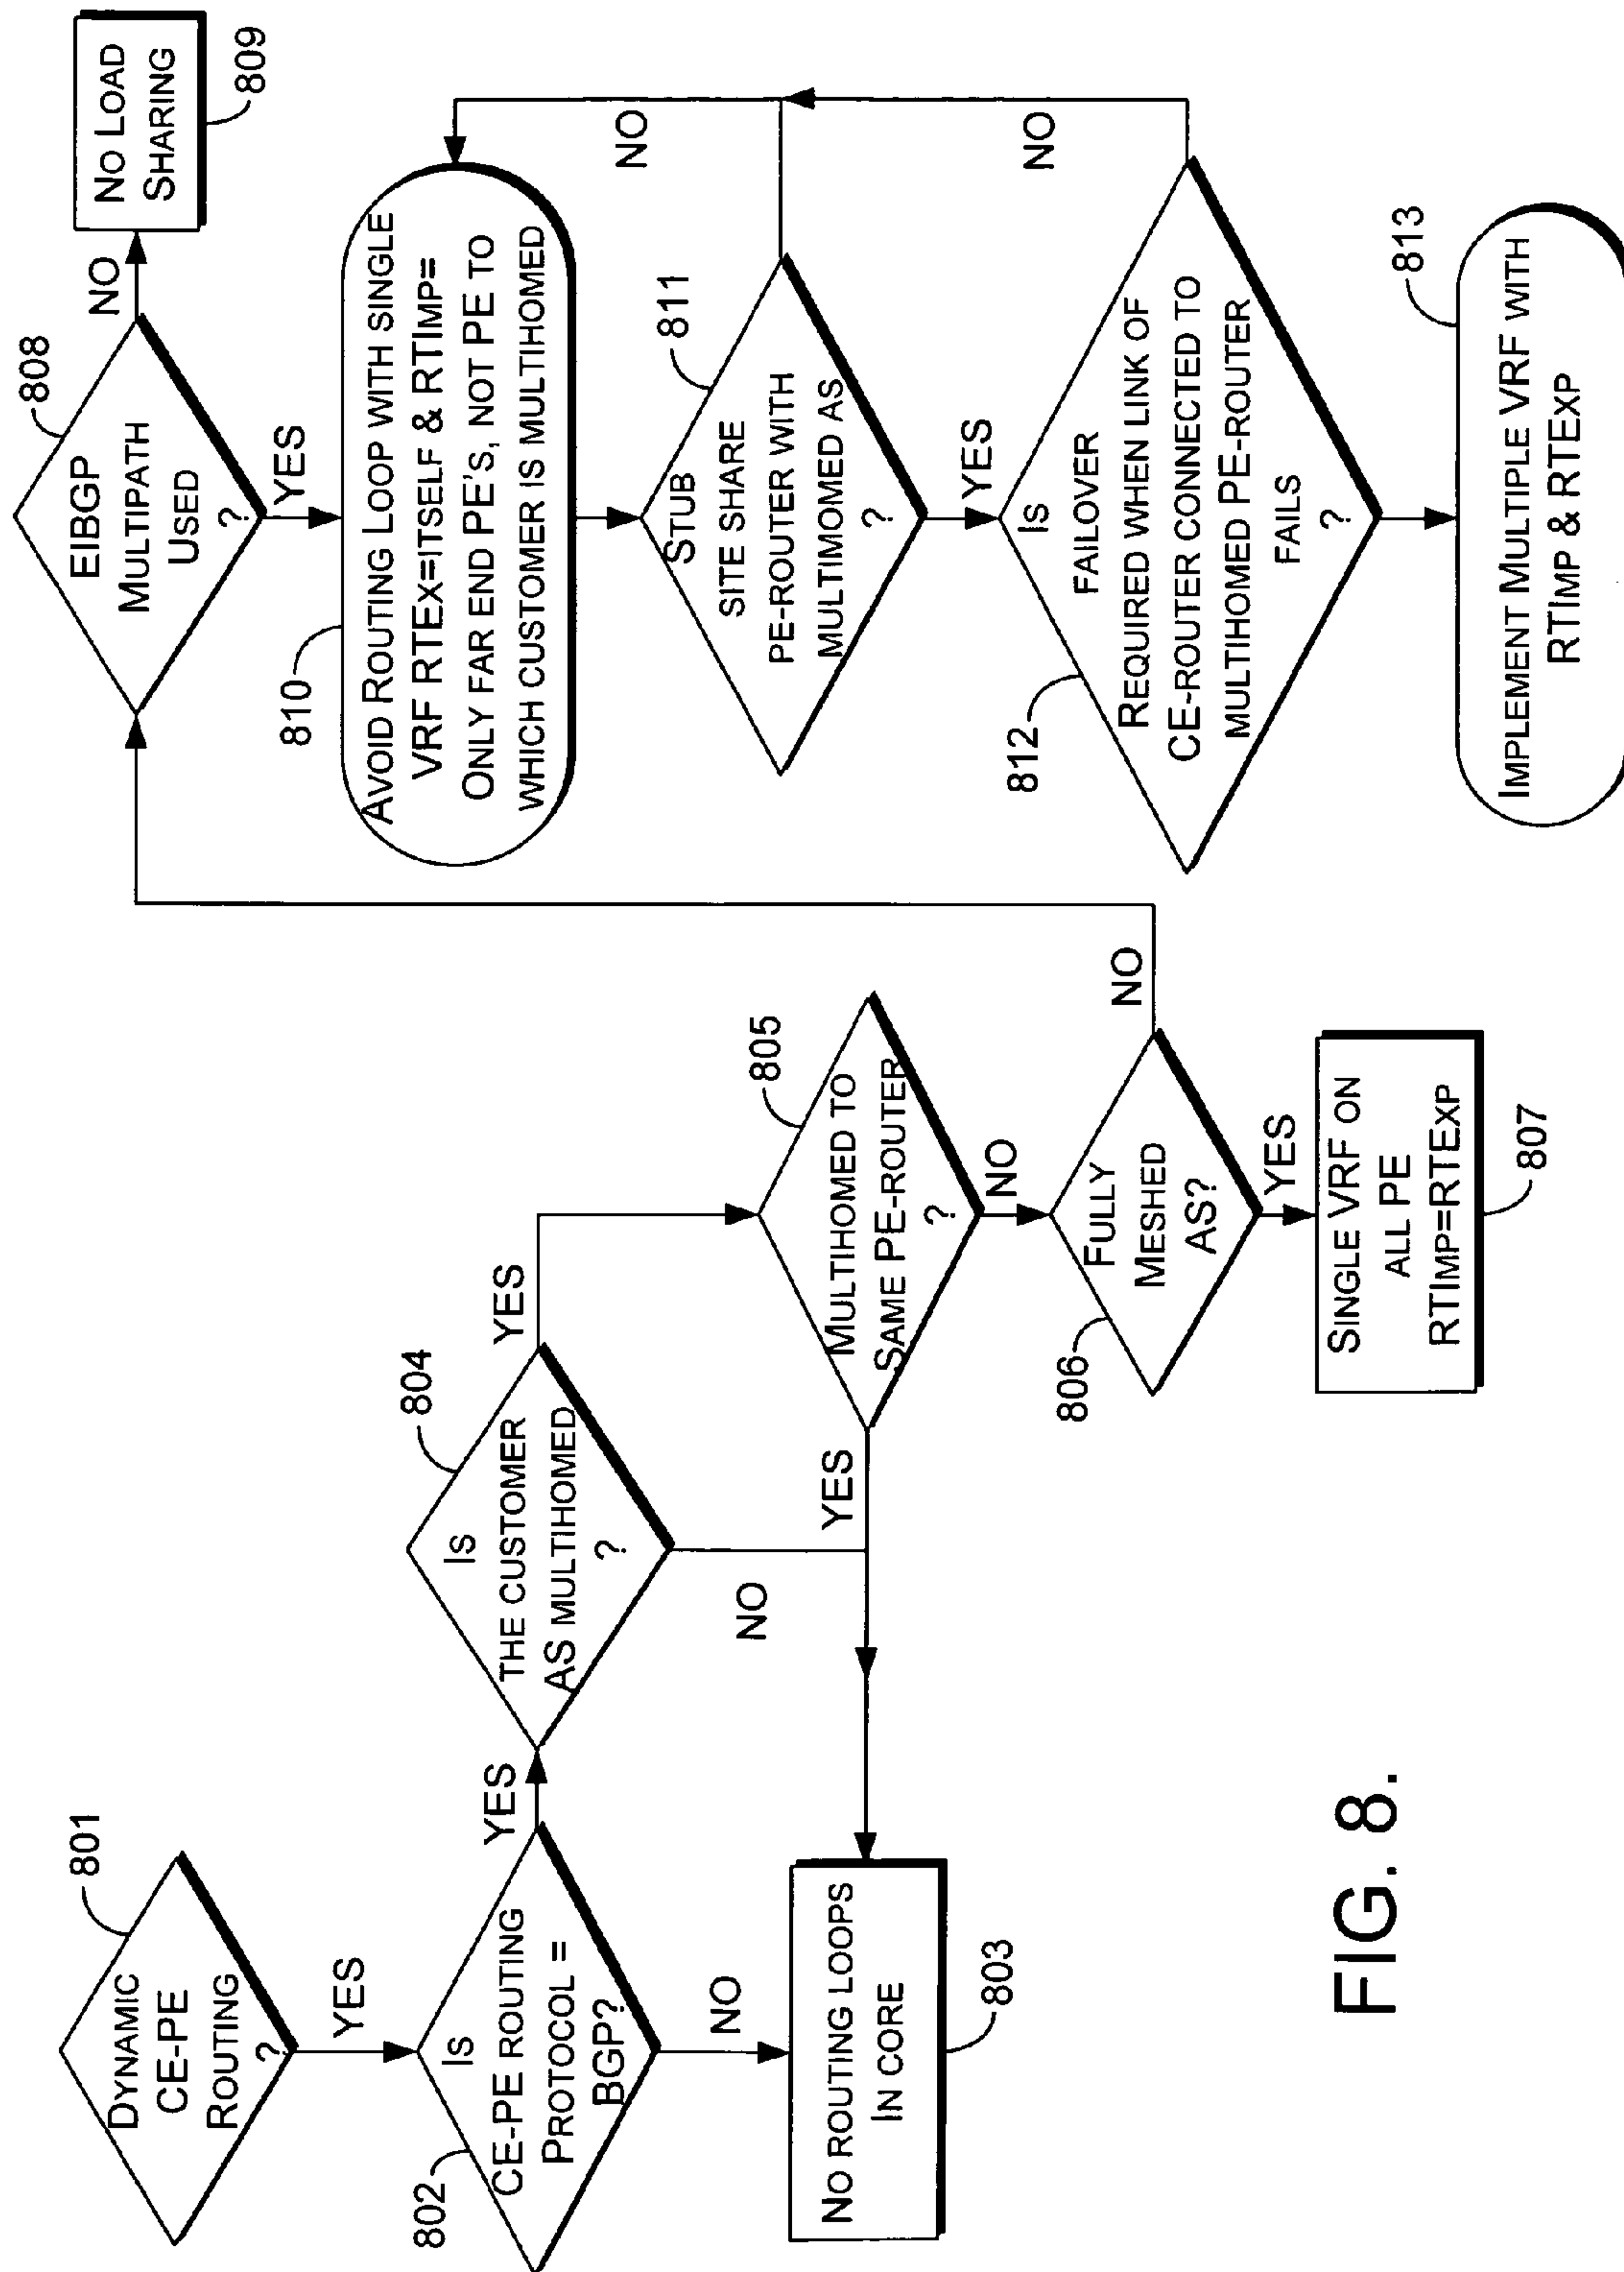 801
DYNAMIC
CE-PE
ROUTING
?
YES
802
IS
CE-PE ROUTING
PROTOCOL =
BGP?
YES
NO
NO ROUTING LOOPS
IN CORE
803
804
IS
THE CUSTOMER
AS MULTIHOMED
?
YES
NO
805
MULTIHOMED TO
SAME PE-ROUTER
?
YES
NO
806
FULLY
MESHED
AS?
NO
YES
SINGLE VRF ON
ALL PE
RTIMP=RTEXP
807
808
EIBGP
MULTIPATH
USED
?
NO
NO LOAD
SHARING
809
YES
810
AVOID ROUTING LOOP WITH SINGLE
VRF RTEX=ITSELF & RTIMP=
ONLY FAR END PE'S, NOT PE TO
WHICH CUSTOMER IS MULTIHOMED
811
STUB
SITE SHARE
PE-ROUTER WITH
MULTIMOMED AS
?
NO
YES
812
IS
FAILOVER
REQUIRED WHEN LINK OF
CE-ROUTER CONNECTED TO
MULTIHOMED PE-ROUTER
FAILS
?
NO
813
IMPLEMENT MULTIPLE VRF WITH
RTIMP & RTEXP
FIG. 8.